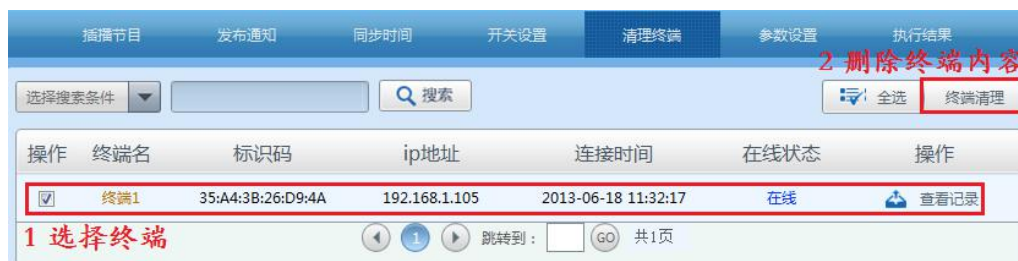 插播节目 发布通知 同步时间 开关设置 清理终端 参数设置 执行结果
2 删除终端内容
选择搜索条件 搜索 全选 终端清理
操作 终端名 标识码 ip地址 连接时间 在线状态 操作
终端1 35:A4:3B:26:D9:4A 192.168.1.105 2013-06-18 11:32:17 在线 查看记录
1 选择终端 1 跳转到： GO 共1页